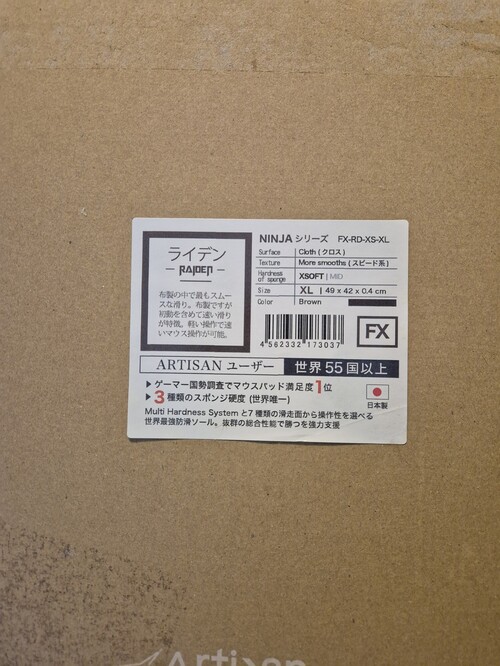 ライデン
RAIDEN
布製の中で最もスムー
スな滑り。布製ですが
初動を含めて速い滑り
が特徴。軽い操作で速
いマウス操作が可能。
NINJA シリーズ FX-RD-XS-XL
Surface Cloth ( クロス )
Texture More smooths ( スピード系 )
Hardness of sponge XSOFT | MID
Size XL | 49 x 42 x 0.4 cm
Color Brown
4 562332 173037
FX
ARTISAN ユーザー 世界 55 国以上
▶ ゲーマー国勢調査でマウスパッド満足度 1位
▶ 3 種類のスポンジ硬度 (世界唯一)
日本製
Multi Hardness System と7 種類の滑走面から操作性を選べる
世界最強防滑ソール。抜群の総合性能で勝つを強力支援
Artisan